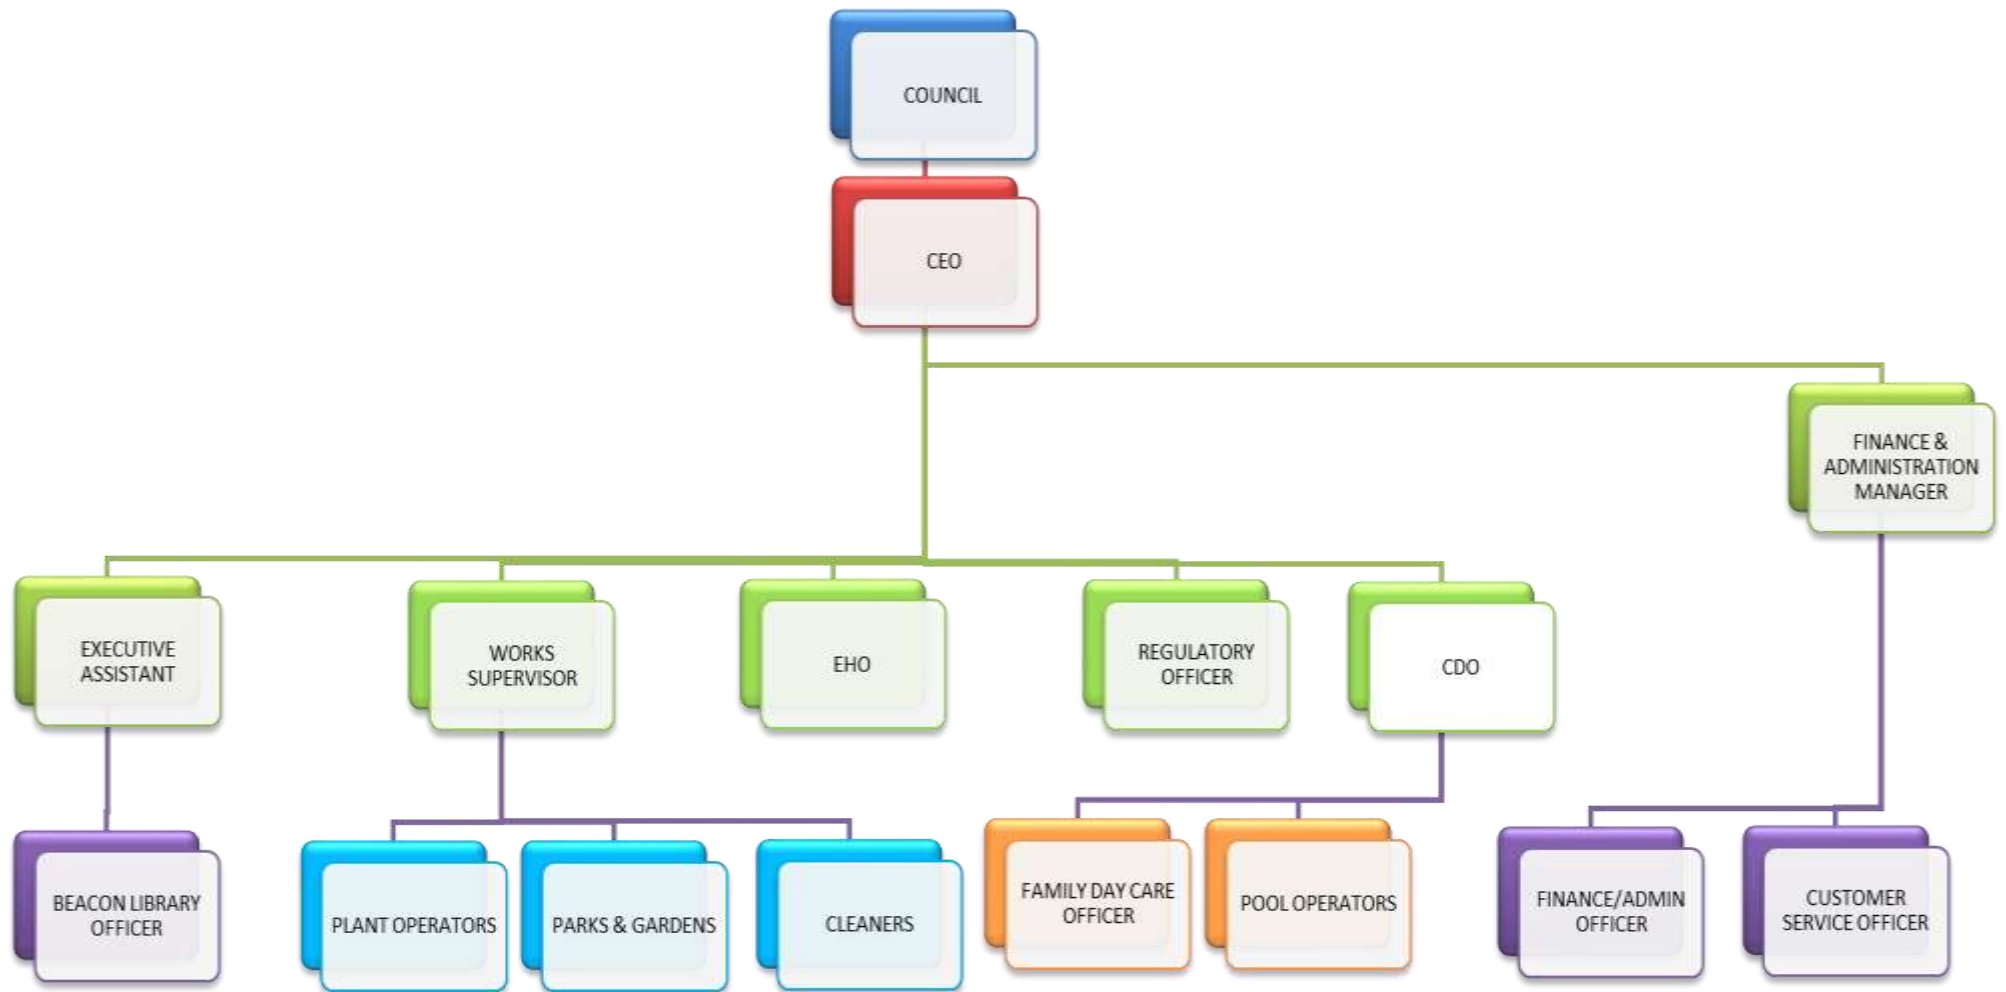 COUNCIL
CEO
FINANCE &
ADMINISTRATION
MANAGER
EXECUTIVE
ASSISTANT
WORKS
SUPERVISOR
EHO
REGULATORY
OFFICER
CDO
BEACON LIBRARY
OFFICER
PLANT OPERATORS
PARKS & GARDENS
CLEANERS
FAMILY DAY CARE
OFFICER
POOL OPERATORS
FINANCE/ADMIN
OFFICER
CUSTOMER
SERVICE OFFICER